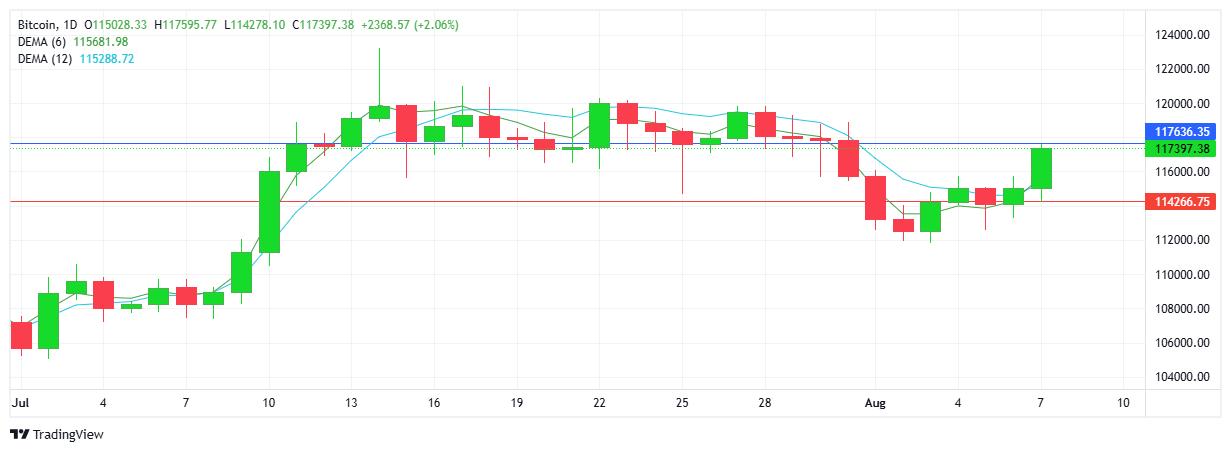 Bitcoin, 1D O115028.33 H117595.77 L114278.10 C117397.38 +2368.57 (+2.06%)
DEMA (6) 115681.98
DEMA (12) 115288.72
124000.00
122000.00
120000.00
117636.35
117397.38
116000.00
114266.75
112000.00
110000.00
108000.00
106000.00
104000.00
Jul 4 7 10 13 16 19 22 25 28 Aug 4 7 10
TradingView